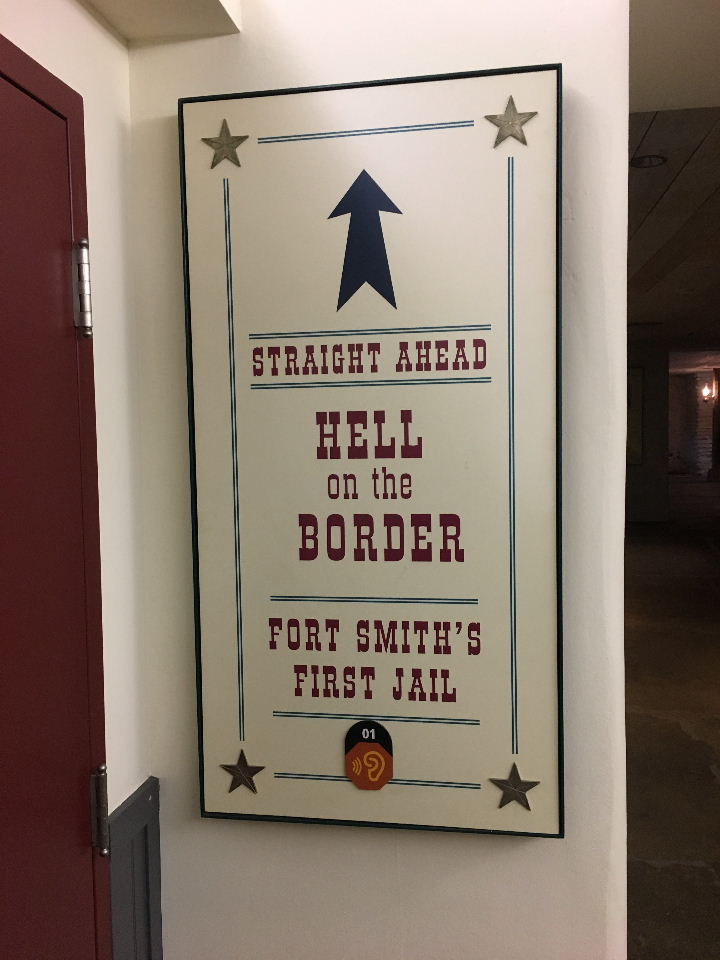 STRAIGHT AHEAD
HELL
on the
BORDER
FORT SMITH'S
FIRST JAIL
01